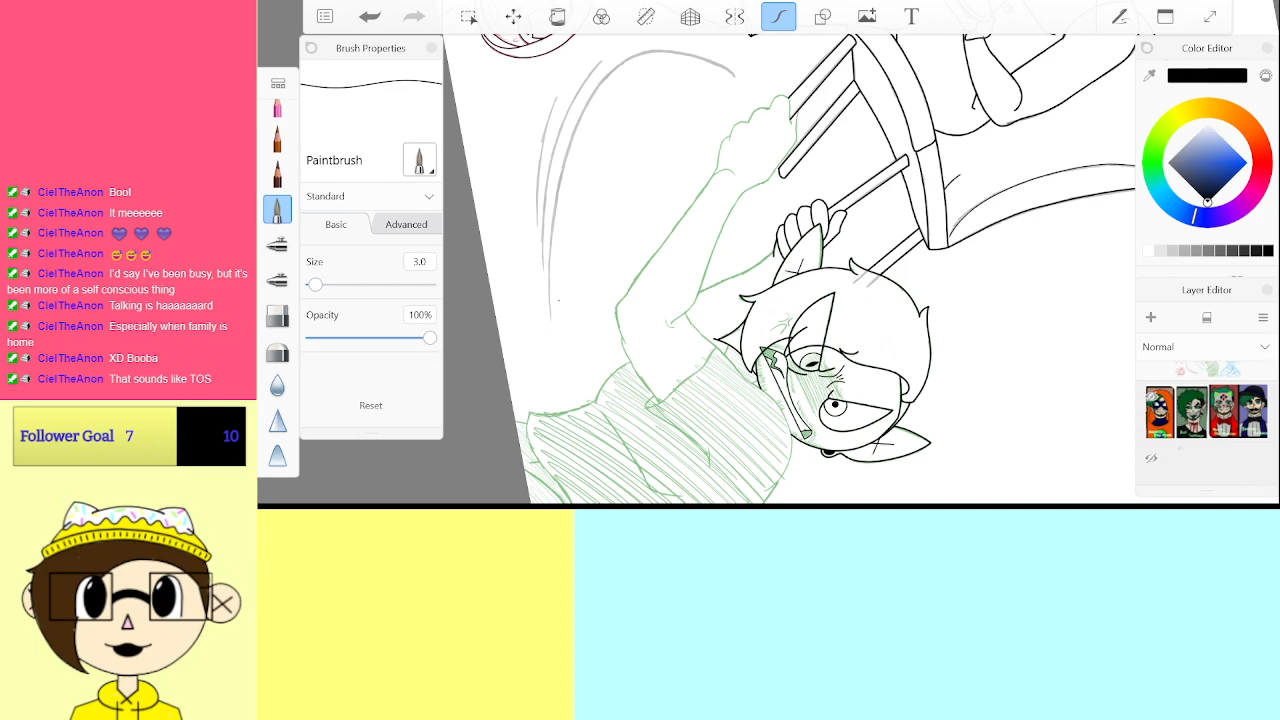 CielTheAnon Boo!
CielTheAnon It meeeeee
CielTheAnon
CielTheAnon
CielTheAnon I'd say I've been busy, but it's
been more of a self conscious thing
CielTheAnon Talking is haaaaaaard
CielTheAnon Especially when family is
home
CielTheAnon XD Booba
CielTheAnon That sounds like TOS
Follower Goal 7 10
Brush Properties
Paintbrush
Standard
Basic Advanced
Size 3.0
Opacity 100%
Reset
T
Color Editor
Layer Editor
Normal